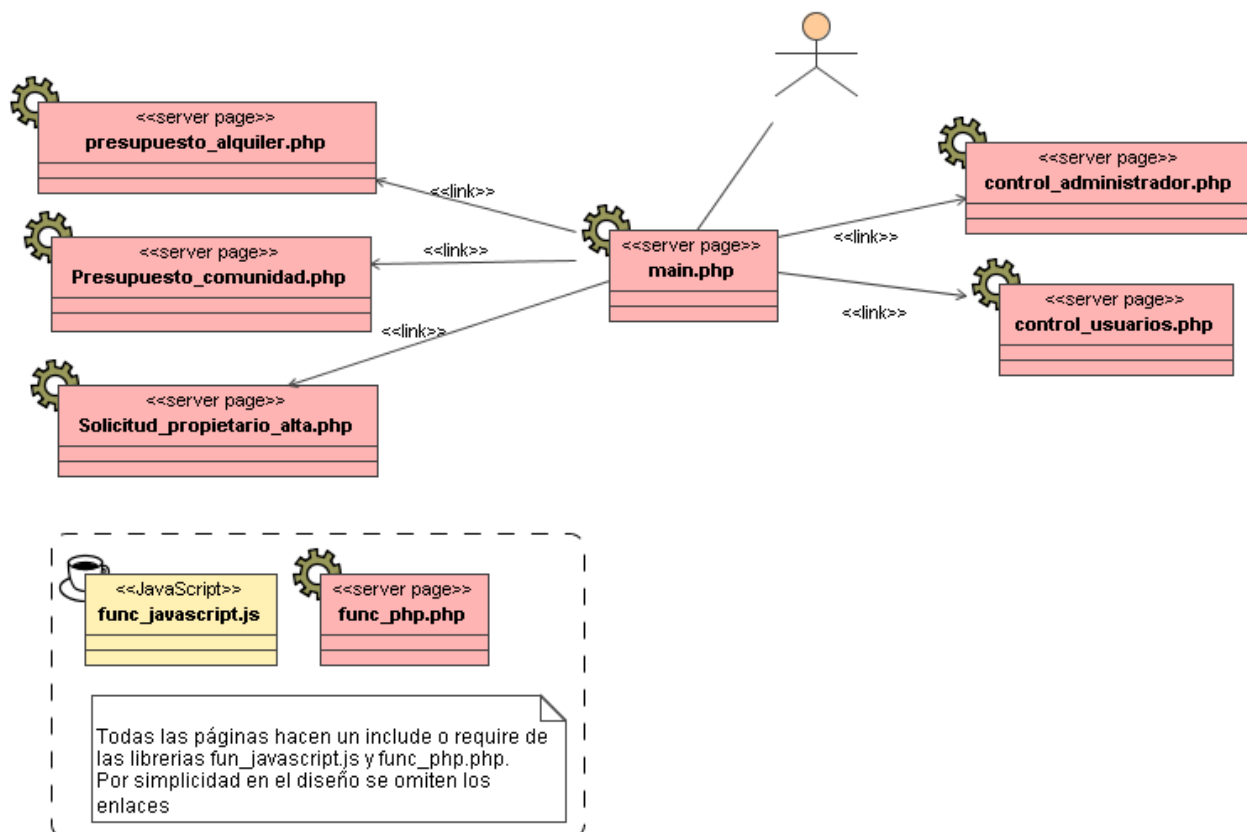 <<server page>>
presupuesto_alquiler.php
<<link>>
<<server page>>
control_administrador.php
<<link>>
<<server page>>
main.php
<<server page>>
Presupuesto_comunidad.php
<<link>>
<<server page>>
control_usuarios.php
<<link>>
<<link>>
<<server page>>
Solicitud_propietario_alta.php
<<JavaScript>>
func_javascript.js
<<server page>>
func_php.php
Todas las páginas hacen un include o require de
las librerias fun_javascript.js y func_php.php.
Por simplicidad en el diseño se omiten los
enlaces